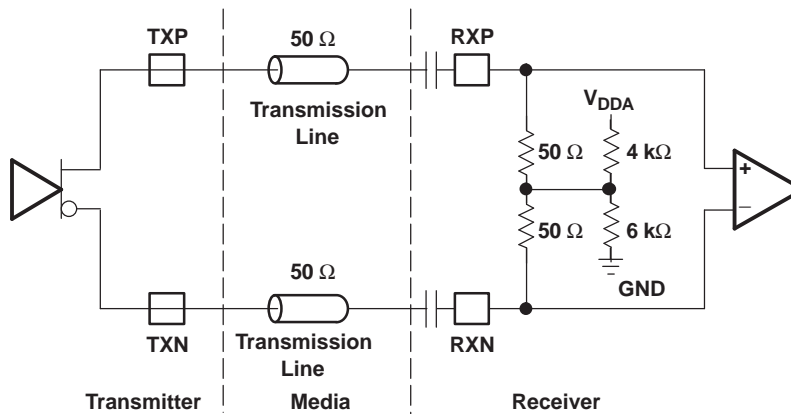 TXP
50 Ω
RXP
Transmission
Line
VDDA
50 Ω
4 kΩ
+
−
50 Ω
6 kΩ
GND
50 Ω
TXN
Transmission
Line
RXN
Transmitter
Media
Receiver